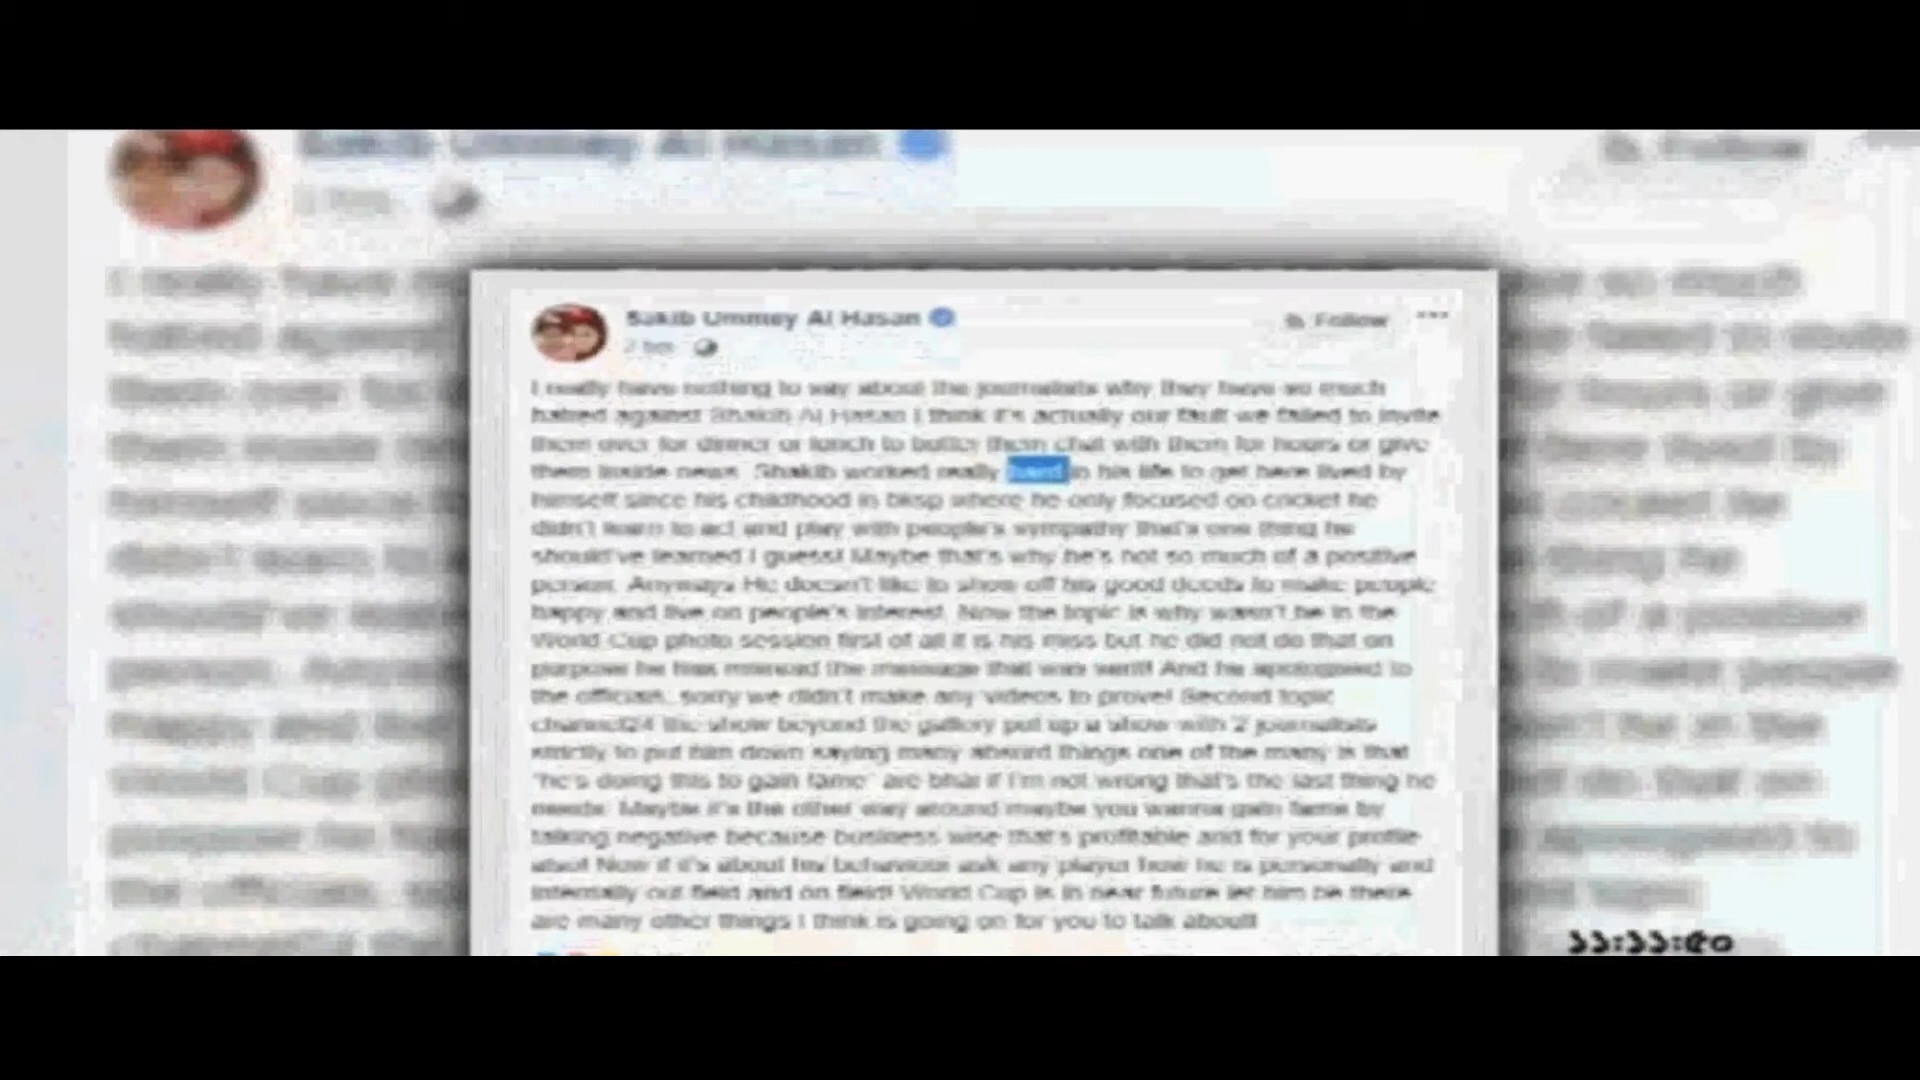 Sakib Ummey Al Hasan
Follow
2 hrs
I really have nothing to say about the journalists why they have so much
hatred against Shakib Al Hasan I think it's actually our fault we failed to invite
them over for dinner or lunch to butter them chat with them for hours or give
them inside news. Shakib worked really hard in his life to get here lived by
himself since his childhood in bksp where he only focused on cricket he
didn't learn to act and play with people's sympathy that's one thing he
should've learned I guess! Maybe that's why he's not so much of a positive
person. Anyways He doesn't like to show off his good deeds to make people
happy and live on people's interest. Now the topic is why wasn't he in the
World Cup photo session first of all it is his miss but he did not do that on
purpose he has misread the message that was sent! And he apologised to
the officials, sorry we didn't make any videos to prove! Second topic
channel24 the show beyond the gallery put up a show with 2 journalists
strictly to put him down saying many absurd things one of the many is that
"he's doing this to gain fame" are bhai if I'm not wrong that's the last thing he
needs. Maybe it's the other way around maybe you wanna gain fame by
talking negative because business wise that's profitable and for your profile
also! Now if it's about his behaviour ask any player how he is personally and
internally out field and on field! World Cup is in near future let him be there
are many other things I think is going on for you to talk about!!
১১:১১:৫০